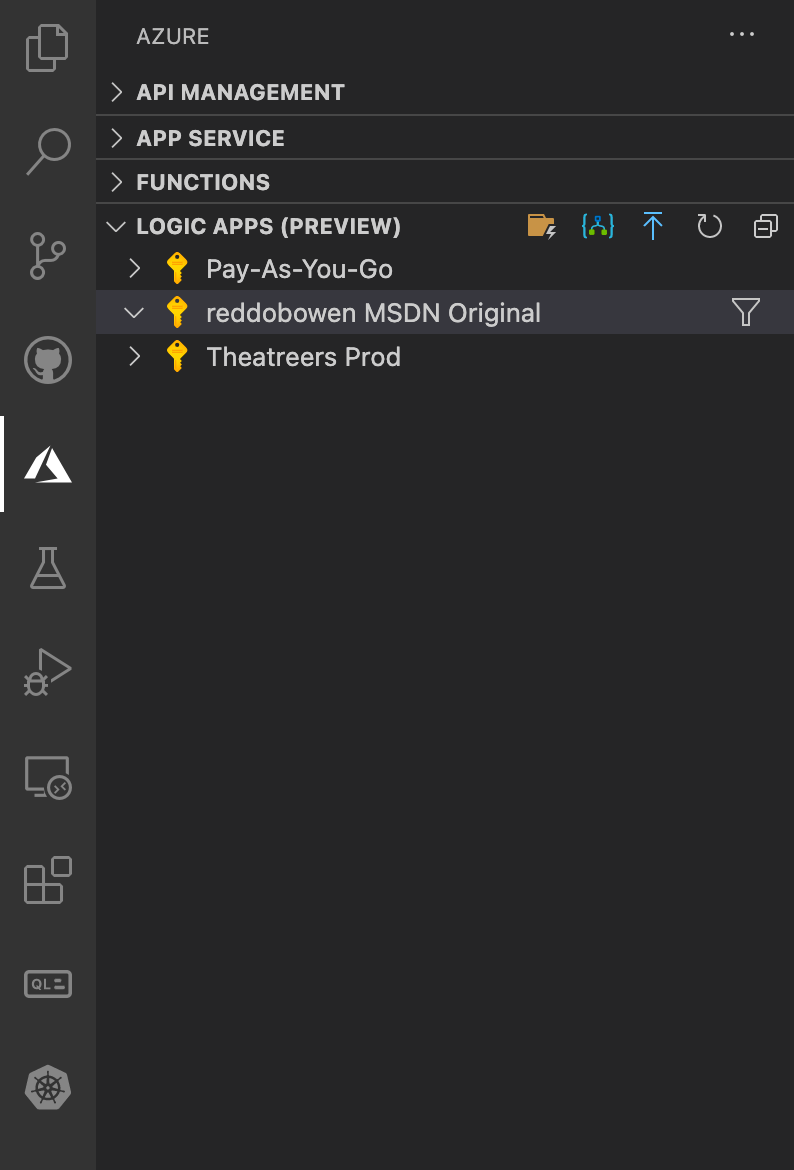 AZURE
API MANAGEMENT
APP SERVICE
FUNCTIONS
LOGIC APPS (PREVIEW)
Pay-As-You-Go
reddobowen MSDN Original
Theatreers Prod
QL